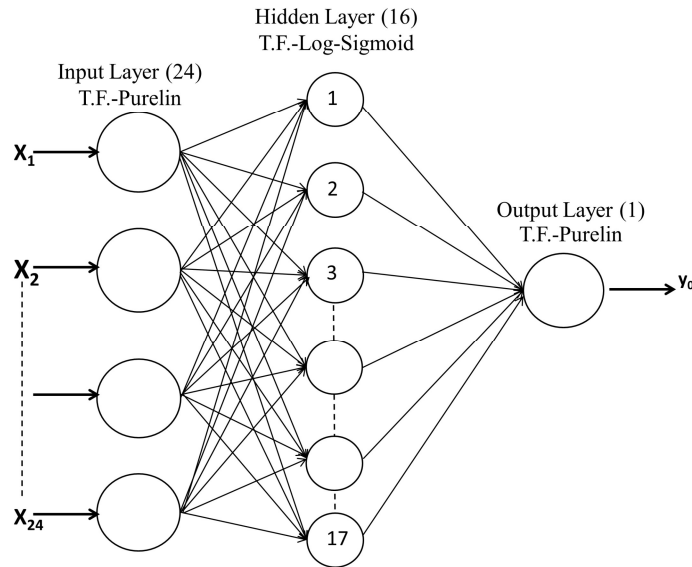 Hidden Layer (16)
T.F.-Log-Sigmoid
Input Layer (24)
T.F.-Purelin
Output Layer (1)
T.F.-Purelin
X₁
X₂
X₂₄
1
2
3
17
y₀